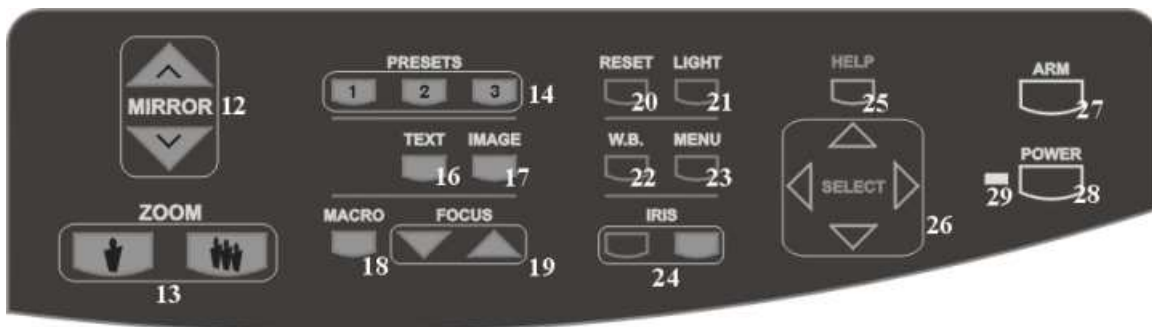 MIRROR 12
ZOOM
13
PRESETS
1 2 3 14
TEXT IMAGE
16 17
MACRO FOCUS
18 19
RESET LIGHT
20 21
W.B. MENU
22 23
IRIS
24
HELP
25
SELECT
26
ARM
27
POWER
29 28